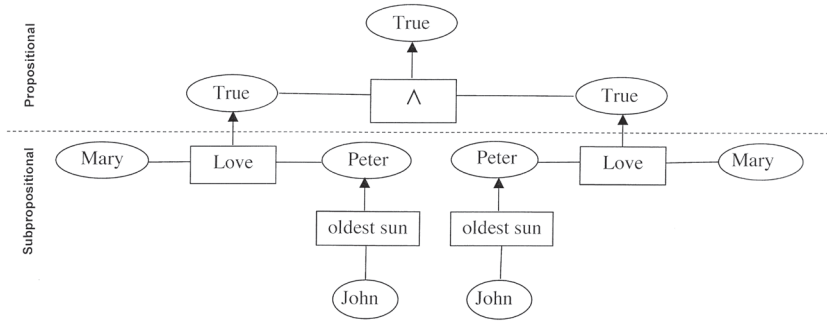 True
Propositional
True
∧
True
Subpropositional
Mary
Love
Peter
Peter
Love
Mary
oldest sun
oldest sun
John
John